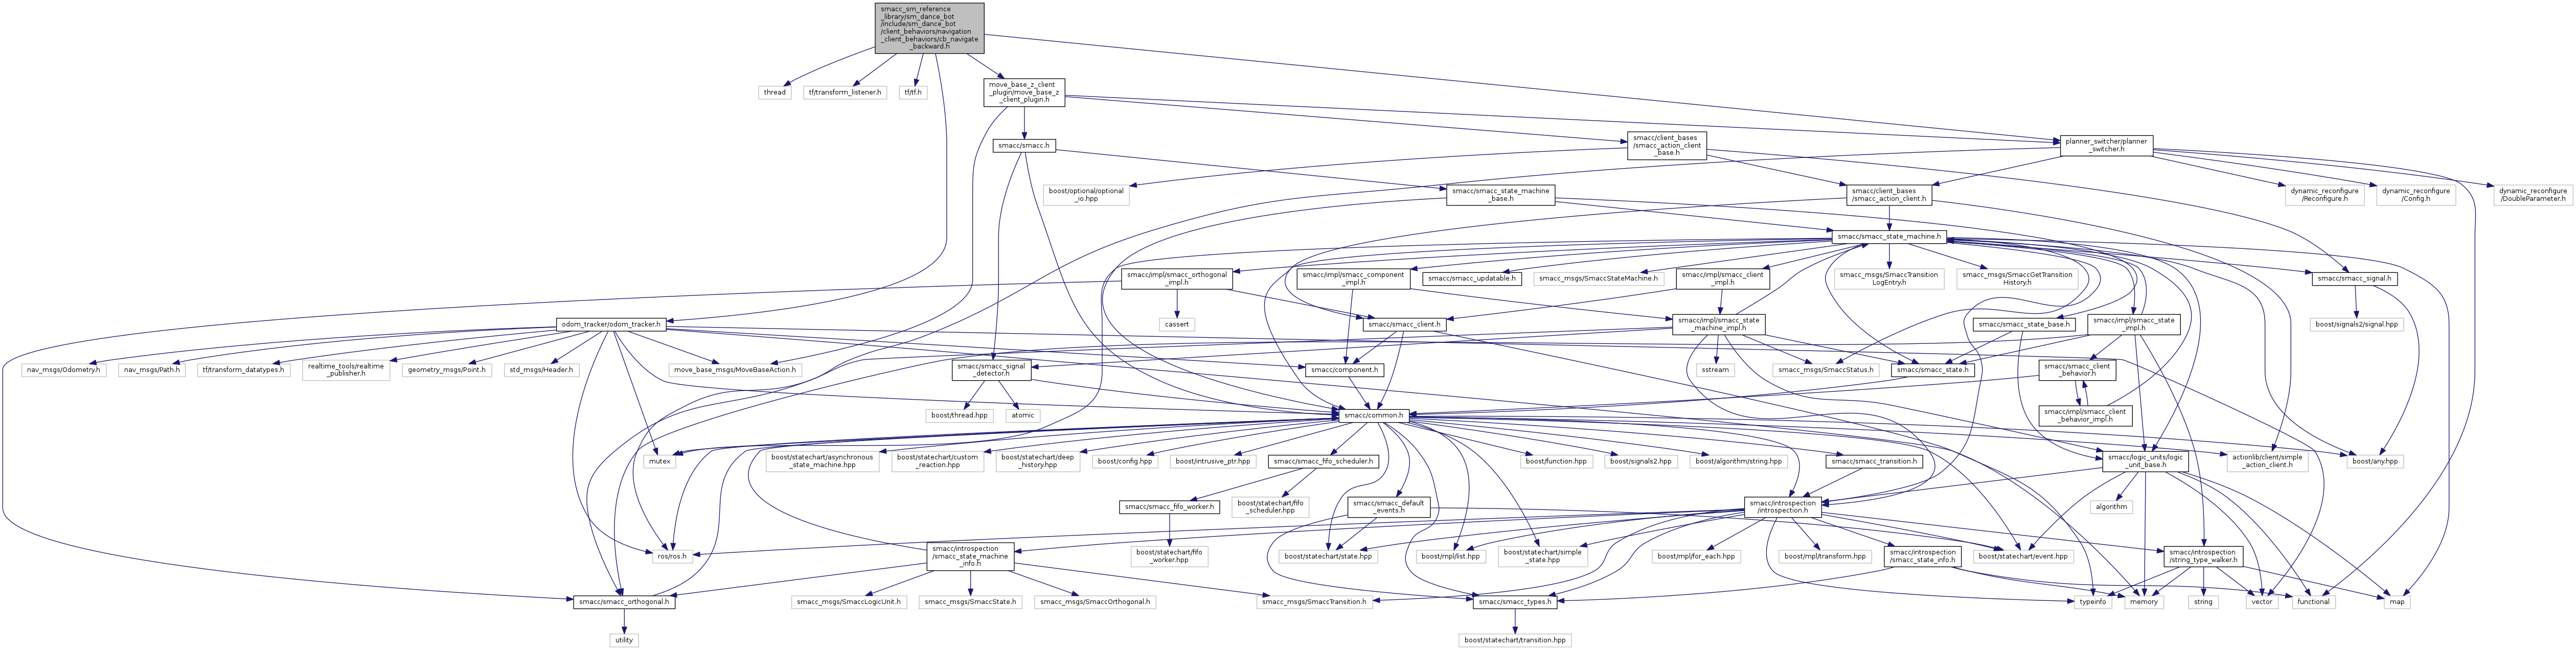 smacc_sm_reference
_library/sm_dance_bot
/include/sm_dance_bot
/client_behaviors/navigation
_client_behaviors/cb_navigate
_backward.h
thread
tf/transform_listener.h
tf/tf.h
move_base_z_client
_plugin/move_base_z
_client_plugin.h
smacc/smacc.h
smacc/client_bases
/smacc_action_client
_base.h
planner_switcher/planner
_switcher.h
boost/optional/optional
_io.hpp
smacc/smacc_state_machine
_base.h
smacc/client_bases
/smacc_action_client.h
dynamic_reconfigure
/Reconfigure.h
dynamic_reconfigure
/Config.h
dynamic_reconfigure
/DoubleParameter.h
smacc/smacc_state_machine.h
smacc/impl/smacc_orthogonal
_impl.h
smacc/impl/smacc_component
_impl.h
smacc/smacc_updatable.h
smacc_msgs/SmaccStateMachine.h
smacc/impl/smacc_client
_impl.h
smacc_msgs/SmaccTransition
LogEntry.h
smacc_msgs/SmaccGetTransition
History.h
smacc/smacc_signal.h
odom_tracker/odom_tracker.h
cassert
smacc/smacc_client.h
smacc/impl/smacc_state
_machine_impl.h
smacc/smacc_state_base.h
smacc/impl/smacc_state
_impl.h
boost/signals2/signal.hpp
nav_msgs/Odometry.h
nav_msgs/Path.h
tf/transform_datatypes.h
realtime_tools/realtime
_publisher.h
geometry_msgs/Point.h
std_msgs/Header.h
move_base_msgs/MoveBaseAction.h
smacc/smacc_signal
_detector.h
smacc/component.h
sstream
smacc_msgs/SmaccStatus.h
smacc/smacc_state.h
smacc/smacc_client
_behavior.h
boost/thread.hpp
atomic
smacc/common.h
smacc/impl/smacc_client
_behavior_impl.h
mutex
boost/statechart/asynchronous
_state_machine.hpp
boost/statechart/custom
_reaction.hpp
boost/statechart/deep
_history.hpp
boost/config.hpp
boost/intrusive_ptr.hpp
smacc/smacc_fifo_scheduler.h
boost/function.hpp
boost/signals2.hpp
boost/algorithm/string.hpp
smacc/smacc_transition.h
smacc/logic_units/logic
_unit_base.h
actionlib/client/simple
_action_client.h
boost/any.hpp
smacc/smacc_fifo_worker.h
boost/statechart/fifo
_scheduler.hpp
smacc/smacc_default
_events.h
smacc/introspection
/introspection.h
algorithm
ros/ros.h
smacc/introspection
/smacc_state_machine
_info.h
boost/statechart/fifo
_worker.hpp
boost/statechart/state.hpp
boost/mpl/list.hpp
boost/statechart/simple
_state.hpp
boost/mpl/for_each.hpp
boost/mpl/transform.hpp
smacc/introspection
/smacc_state_info.h
boost/statechart/event.hpp
smacc/introspection
/string_type_walker.h
smacc/smacc_orthogonal.h
smacc_msgs/SmaccLogicUnit.h
smacc_msgs/SmaccState.h
smacc_msgs/SmaccOrthogonal.h
smacc_msgs/SmaccTransition.h
smacc/smacc_types.h
typeinfo
memory
string
vector
functional
map
utility
boost/statechart/transition.hpp